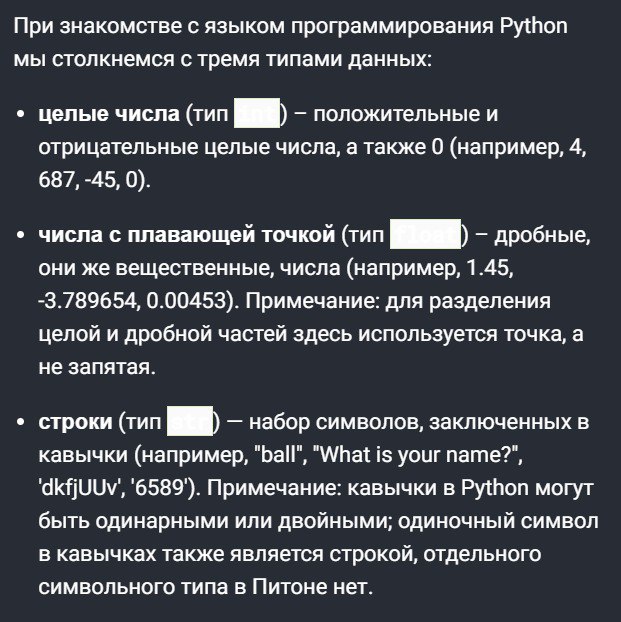 При знакомстве с языком программирования Python
мы столкнемся с тремя типами данных:
• целые числа (тип int) – положительные и
отрицательные целые числа, а также 0 (например, 4,
687, -45, 0).
• числа с плавающей точкой (тип float) – дробные,
они же вещественные, числа (например, 1.45,
-3.789654, 0.00453). Примечание: для разделения
целой и дробной частей здесь используется точка, а
не запятая.
• строки (тип str) — набор символов, заключенных в
кавычки (например, "ball", "What is your name?",
'dkfjUUv', '6589'). Примечание: кавычки в Python могут
быть одинарными или двойными; одиночный символ
в кавычках также является строкой, отдельного
символьного типа в Питоне нет.